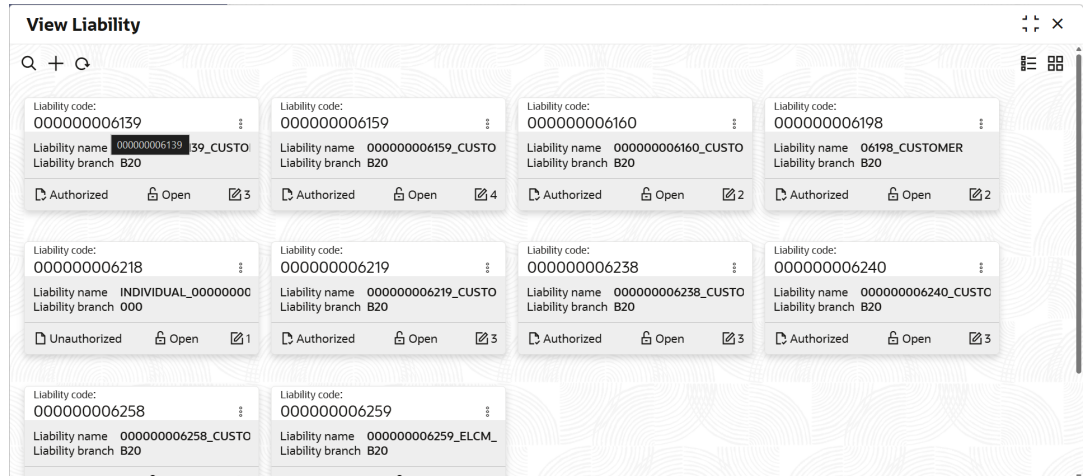 View Liability
Liability code:
000000006139
Liability name 39_CUSTO
000000006139
Liability branch B20
Authorized Open 3
Liability code:
000000006159
Liability name 000000006159_CUSTO
Liability branch B20
Authorized Open 4
Liability code:
000000006160
Liability name 000000006160_CUSTO
Liability branch B20
Authorized Open 2
Liability code:
000000006198
Liability name 06198_CUSTOMER
Liability branch B20
Authorized Open 2
Liability code:
000000006218
Liability name INDIVIDUAL_00000000
Liability branch 000
Unauthorized Open 1
Liability code:
000000006219
Liability name 000000006219_CUSTO
Liability branch B20
Authorized Open 3
Liability code:
000000006238
Liability name 000000006238_CUSTO
Liability branch B20
Authorized Open 3
Liability code:
000000006240
Liability name 000000006240_CUSTO
Liability branch B20
Authorized Open 3
Liability code:
000000006258
Liability name 000000006258_CUSTO
Liability branch B20
Liability code:
000000006259
Liability name 000000006259_ELCM_
Liability branch B20